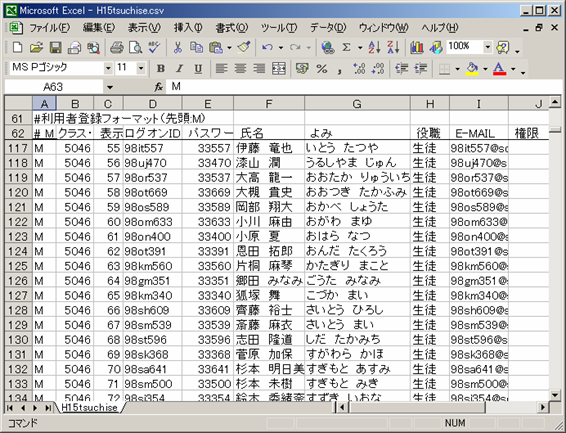 Microsoft Excel - H15tsuchise.csv
ファイル(F) 編集(E) 表示(V) 挿入(I) 書式(O) ツール(T) データ(D) ウィンドウ(W) ヘルプ(H)
100%
MS Pゴシック 11 B I U
A63 M
A B C D E F G H I J
61 #利用者登録フォーマット(先頭:M)
62 # M クラス・ 表示 ログオンID パスワー 氏名 よみ 役職 E-MAIL 権限
117 M 5046 55 98it557 33557 伊藤 竜也 いとう たつや 生徒 98it557@sc
118 M 5046 56 98uj470 33470 漆山 潤 うるしやま じゅん 生徒 98uj470@s
119 M 5046 57 98or537 33537 大高 龍一 おおたか りゅういち 生徒 98or537@s
120 M 5046 58 98ot669 33669 大槻 貴史 おおつき たかふみ 生徒 98ot669@s
121 M 5046 59 98os589 33589 岡部 翔大 おかべ しょうた 生徒 98os589@s
122 M 5046 60 98om633 33633 小川 麻由 おがわ まゆ 生徒 98om633@
123 M 5046 61 98on400 33400 小原 夏 おはら なつ 生徒 98on400@
124 M 5046 62 98ot391 33391 恩田 拓郎 おんだ たくろう 生徒 98ot391@s
125 M 5046 63 98km560 33560 片桐 麻琴 かたぎり まこと 生徒 98km560@
126 M 5046 64 98gm351 33351 郷田 みなみ ごうた みなみ 生徒 98gm351@
127 M 5046 65 98km340 33340 狐塚 舞 こづか まい 生徒 98km340@
128 M 5046 66 98sh609 33609 齊藤 裕士 さいとう ひろし 生徒 98sh609@
129 M 5046 67 98sm539 33539 斎藤 麻衣 さいとう まい 生徒 98sm539@
130 M 5046 68 98st596 33596 志田 隆道 しだ たかみち 生徒 98st596@s
131 M 5046 69 98sk368 33368 菅原 加保 すがわら かほ 生徒 98sk368@
132 M 5046 70 98sa641 33641 杉本 明日美 すぎもと あすみ 生徒 98sa641@
133 M 5046 71 98sm500 33500 杉本 未樹 すぎもと みき 生徒 98sm500@
134 M 5046 72 98si354 33354 鈴木 すずき いおな 生徒 98si354@s
H15tsuchise
コマンド NUM